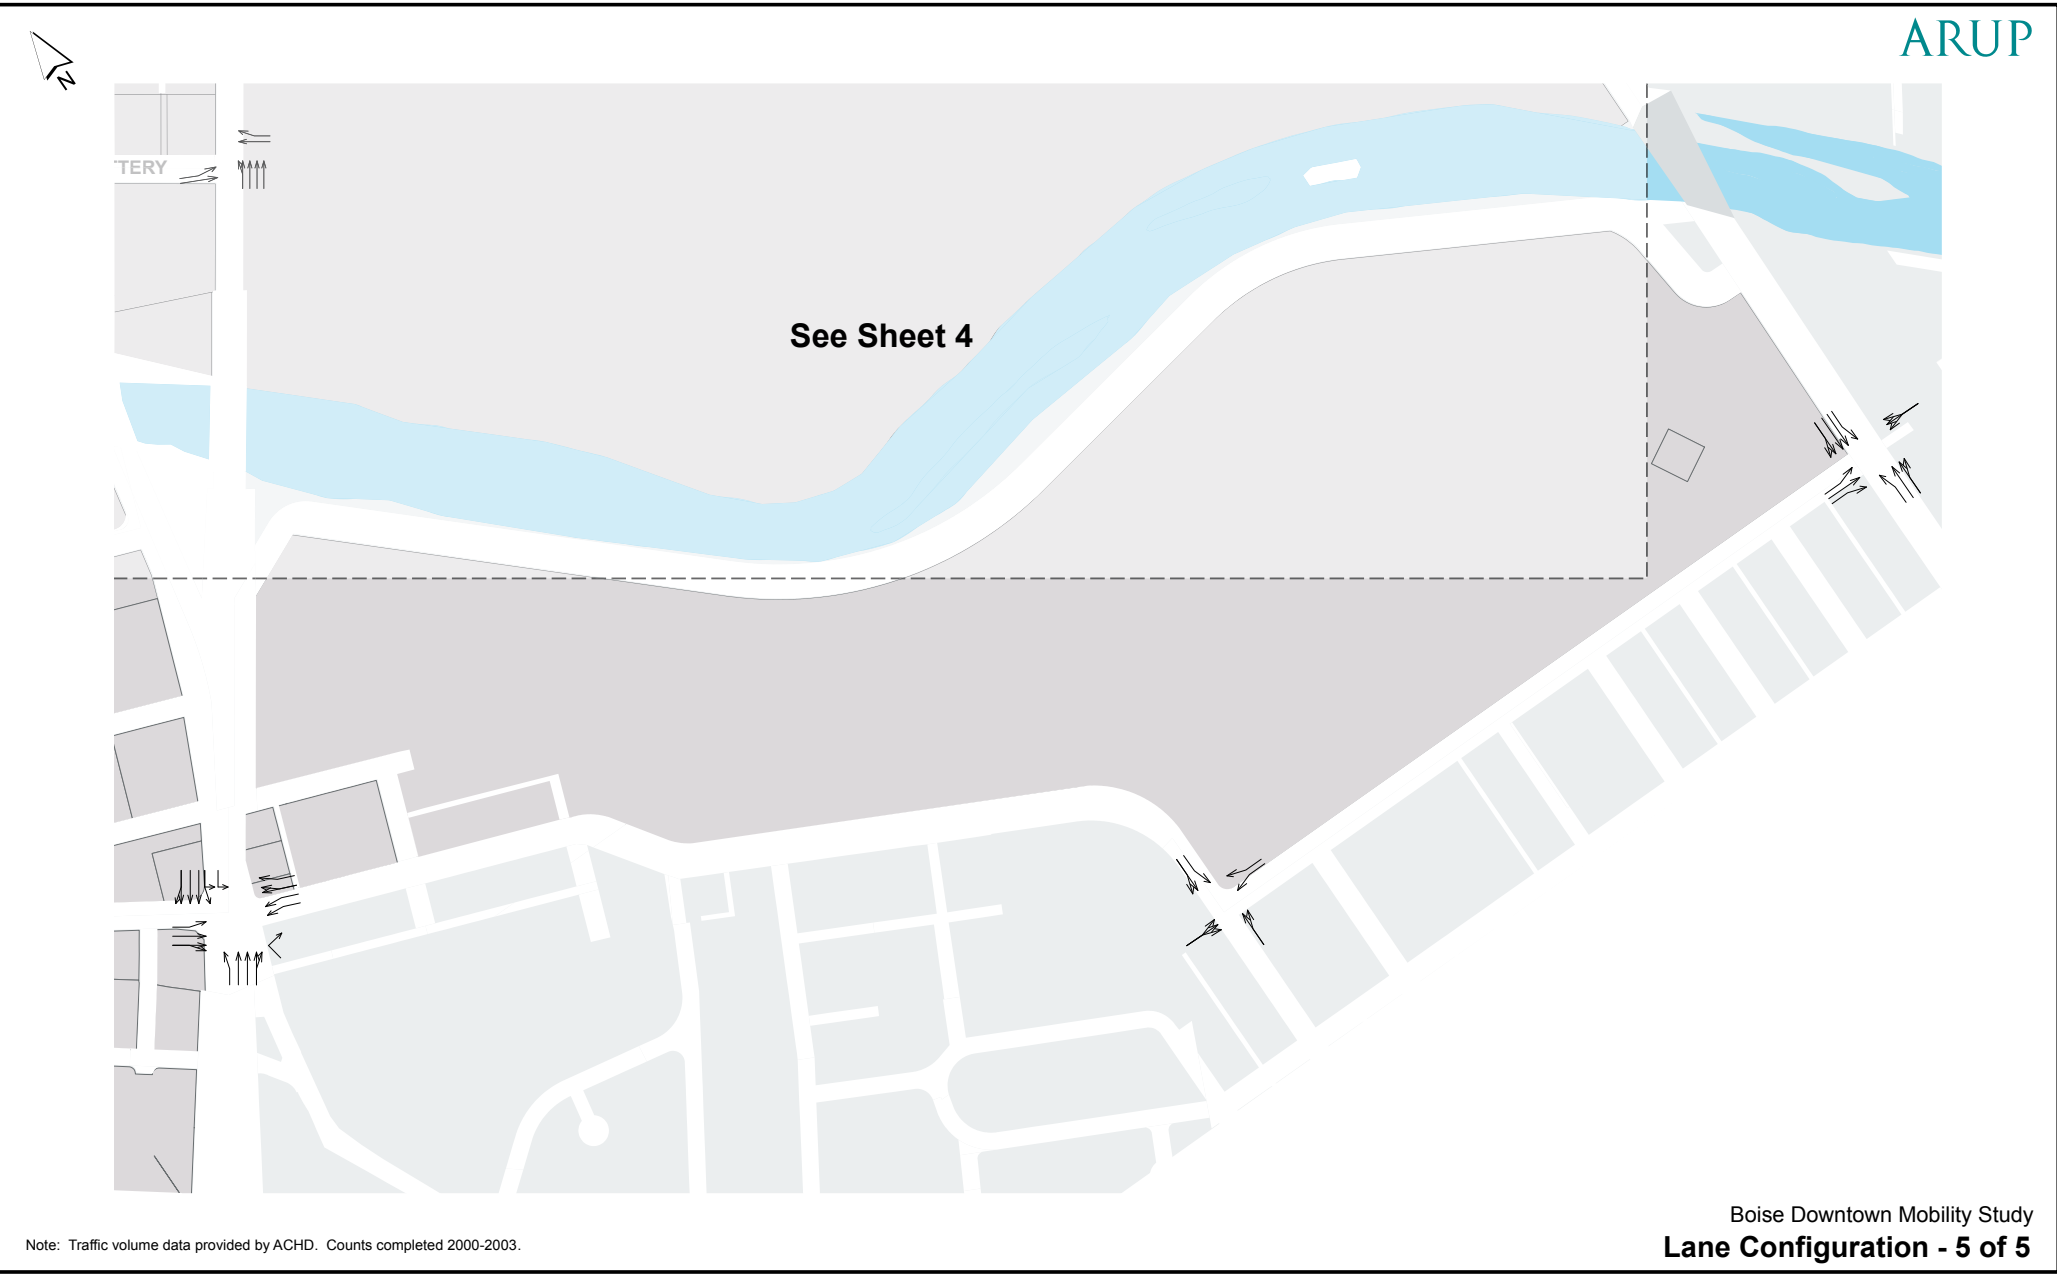 ARUP
N
TTERY
See Sheet 4
Boise Downtown Mobility Study
Note: Traffic volume data provided by ACHD. Counts completed 2000-2003.
Lane Configuration - 5 of 5